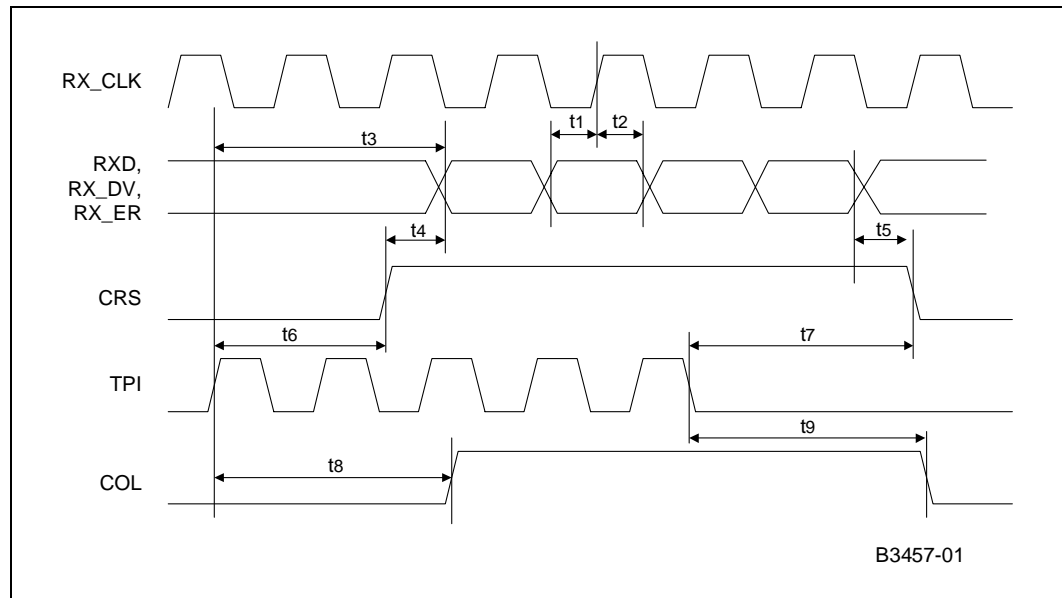 RX_CLK
t1
t2
t3
RXD,
RX_DV,
RX_ER
t4
t5
CRS
t6
t7
TPI
t9
t8
COL
B3457-01